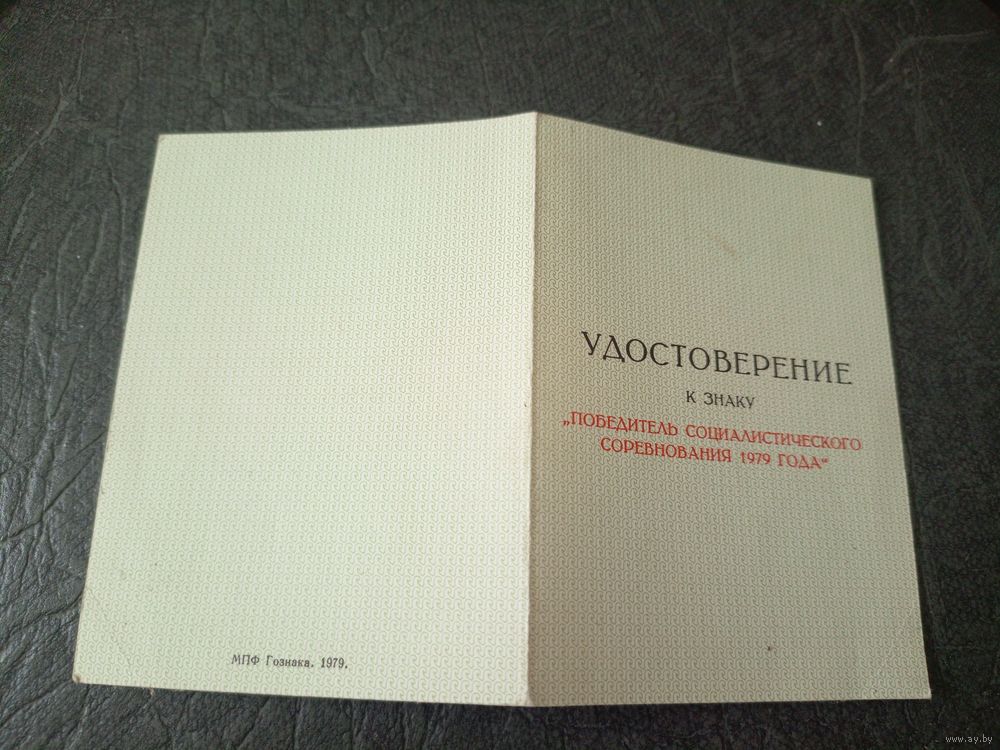 УДОСТОВЕРЕНИЕ
К ЗНАКУ
„ПОБЕДИТЕЛЬ СОЦИАЛИСТИЧЕСКОГО
СОРЕВНОВАНИЯ 1979 ГОДА“
МПФ Гознака. 1979.
www.ay.by